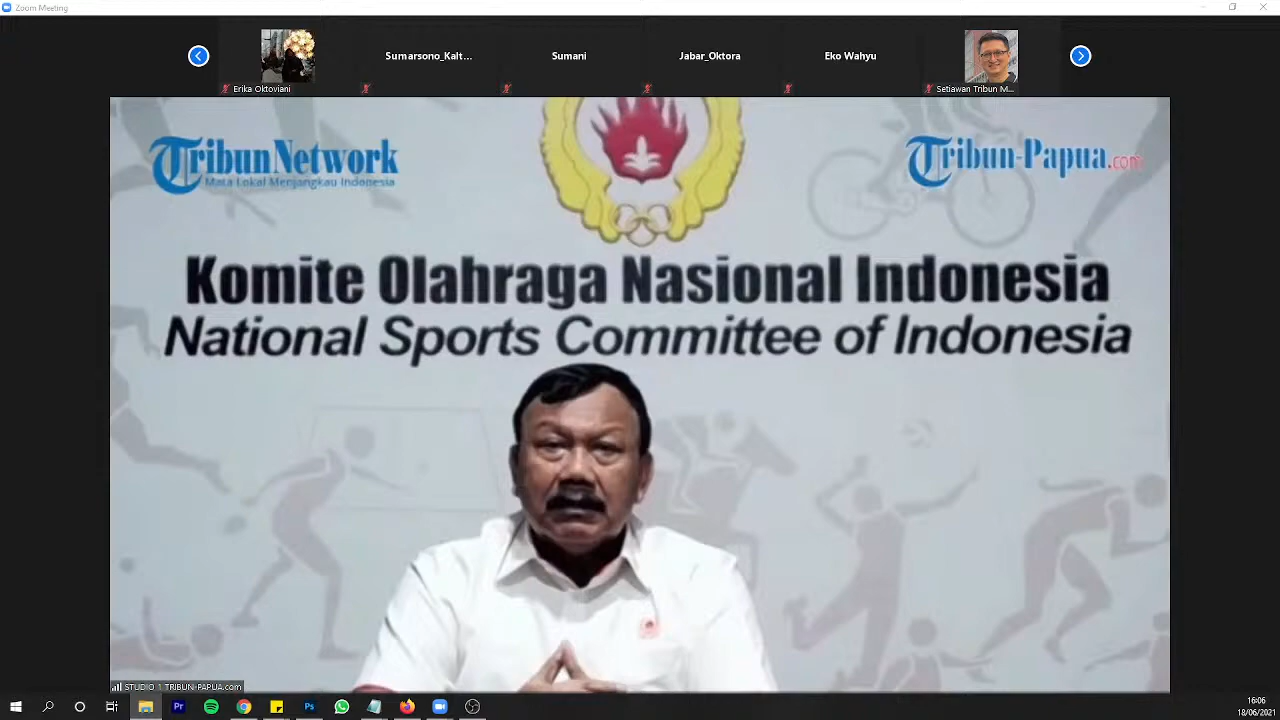 Zoom Meeting
Sumarsono_Kalt...
Sumani
Jabar_Oktora
Eko Wahyu
Erika Oktoviani
Setiawan Tribun M...
TribunNetwork
Mata Lokal Menjangkau Indonesia
Tribun-Papua.com
Komite Olahraga Nasional Indonesia
National Sports Committee of Indonesia
STUDIO 1 TRIBUN-PAPUA.com
Pr
Ps
16:06
18/06/2021